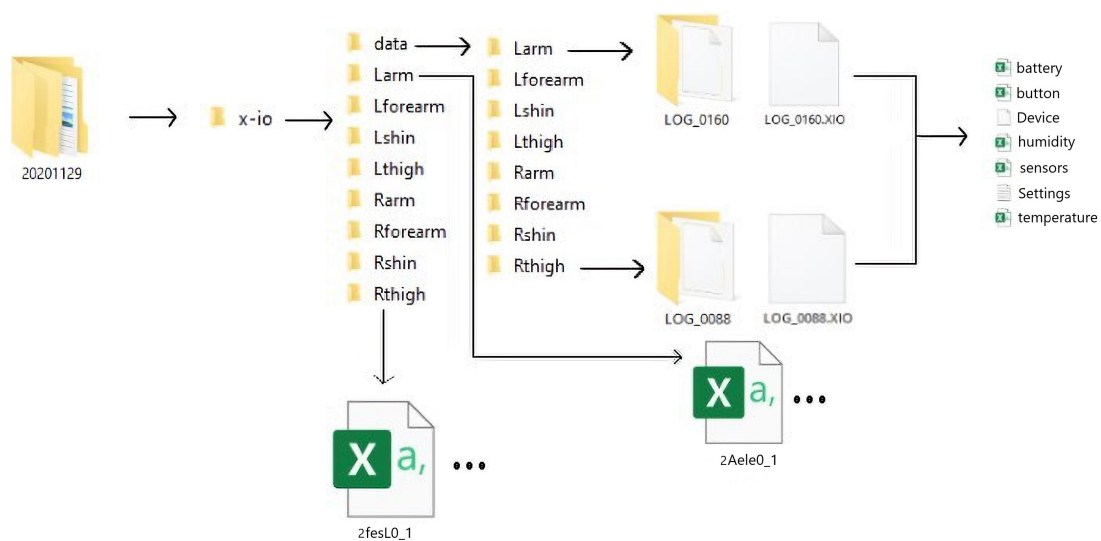 20201129
x-io
data
Larm
Lforearm
Lshin
Lthigh
Rarm
Rforearm
Rshin
Rthigh
Larm
Lforearm
Lshin
Lthigh
Rarm
Rforearm
Rshin
Rthigh
LOG_0160
LOG_0160.XIO
LOG_0088
LOG_0088.XIO
battery
button
Device
humidity
sensors
Settings
temperature
X a,
2fesL0_1
X a,
2Aele0_1